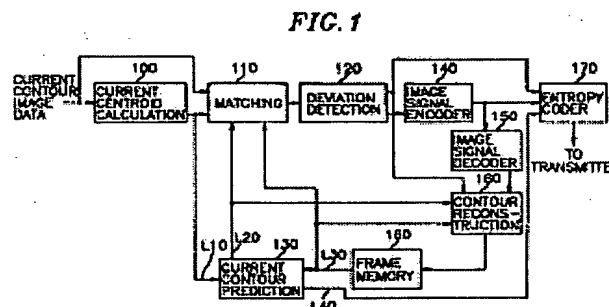 FIG. 1
100
110
120
140
170
CURRENT
CONTOUR
IMAGE
DATA
CURRENT
CENTROID
CALCULATION
MATCHING
DEVIATION
DETECTION
IMAGE
SIGNAL
ENCODER
ENTROPY
CODER
150
IMAGE
SIGNAL
DECODER
TO
TRANSMITTE
160
CONTOUR
RECONS-
TRUCTION
L10
L20
130
CURRENT
CONTOUR
PREDICTION
L30
180
FRAME
MEMORY
L40